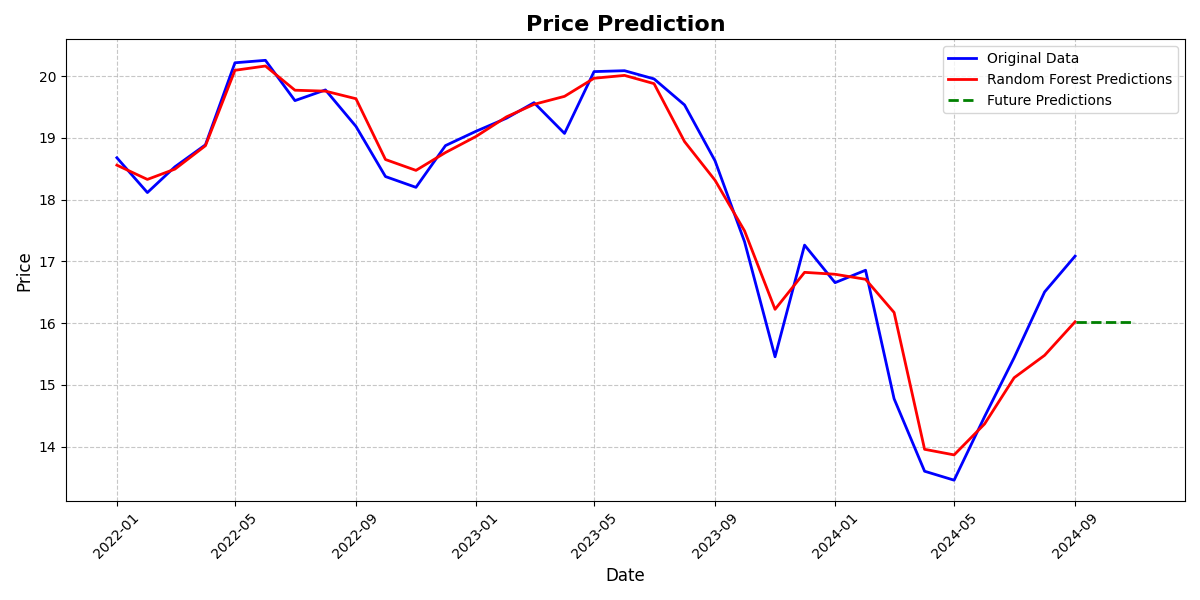 Price Prediction
Original Data
Random Forest Predictions
Future Predictions
Price
20
19
18
17
16
15
14
2022-01
2022-05
2022-09
2023-01
2023-05
2023-09
2024-01
2024-05
2024-09
Date